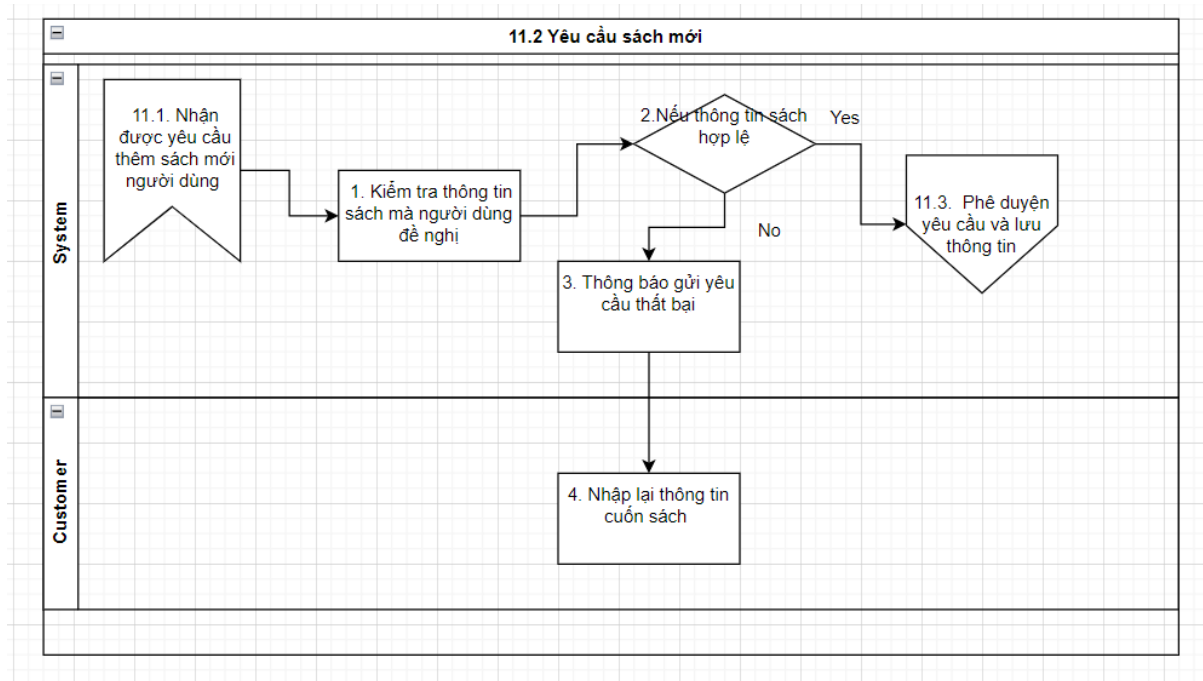 11.2 Yêu cầu sách mới
System
11.1. Nhận
được yêu cầu
thêm sách mới
người dùng
1. Kiểm tra thông tin
sách mà người dùng
đề nghị
2.Nếu thông tin sách
hợp lệ
Yes
No
11.3.  Phê duyện
yêu cầu và lưu
thông tin
3. Thông báo gửi yêu
cầu thất bại
Customer
4. Nhập lại thông tin
cuốn sách